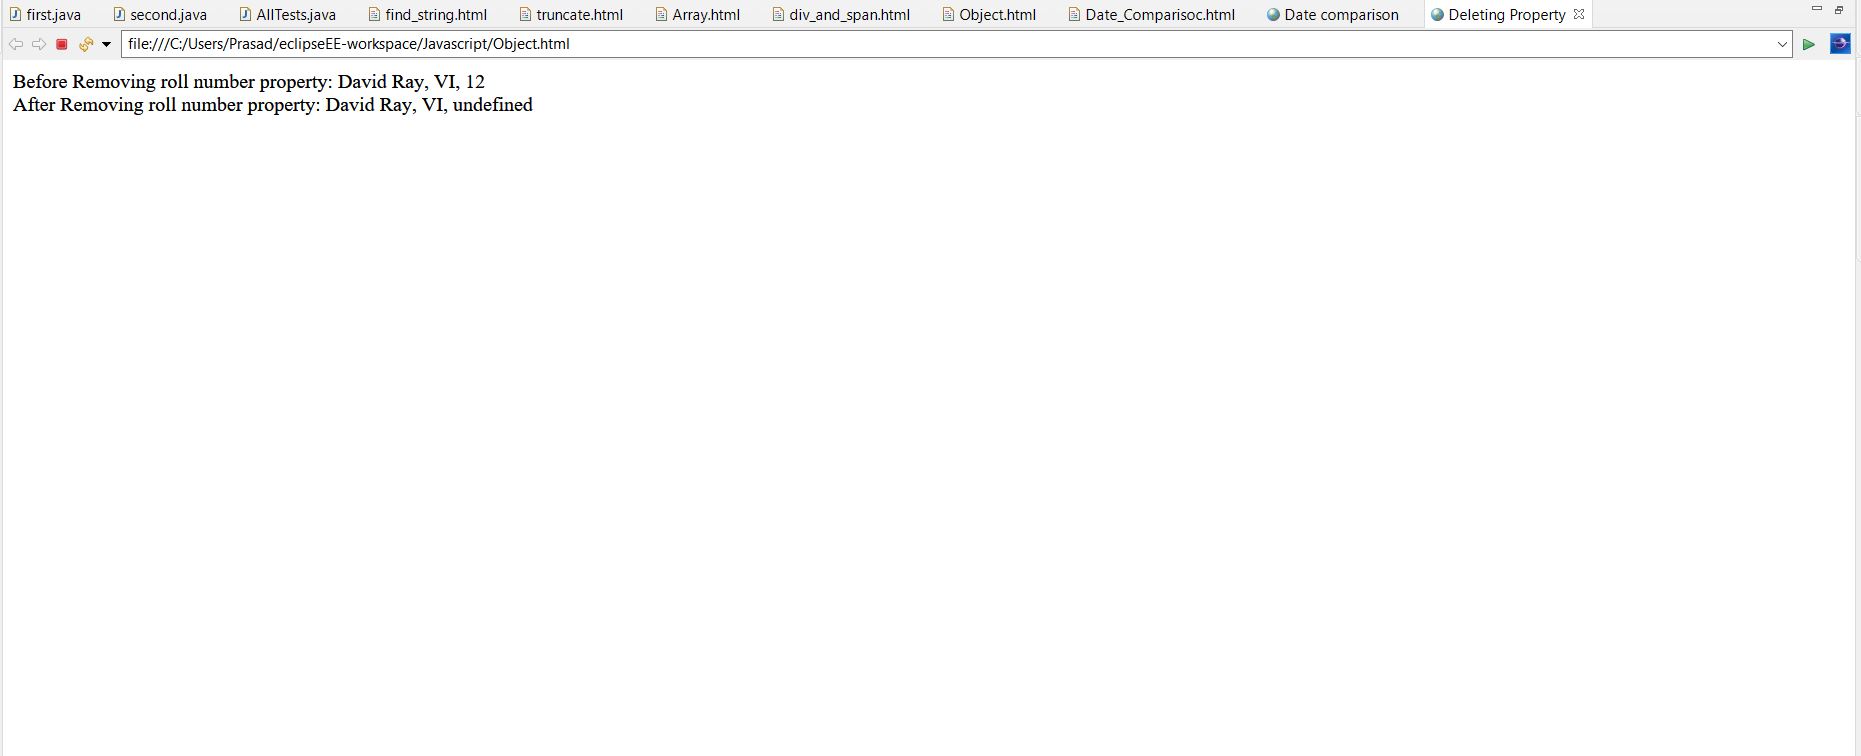 first.java second.java AllTests.java find_string.html truncate.html Array.html div_and_span.html Object.html Date_Comparisoc.html Date comparison Deleting Property
file:///C:/Users/Prasad/eclipseEE-workspace/Javascript/Object.html
Before Removing roll number property: David Ray, VI, 12
After Removing roll number property: David Ray, VI, undefined